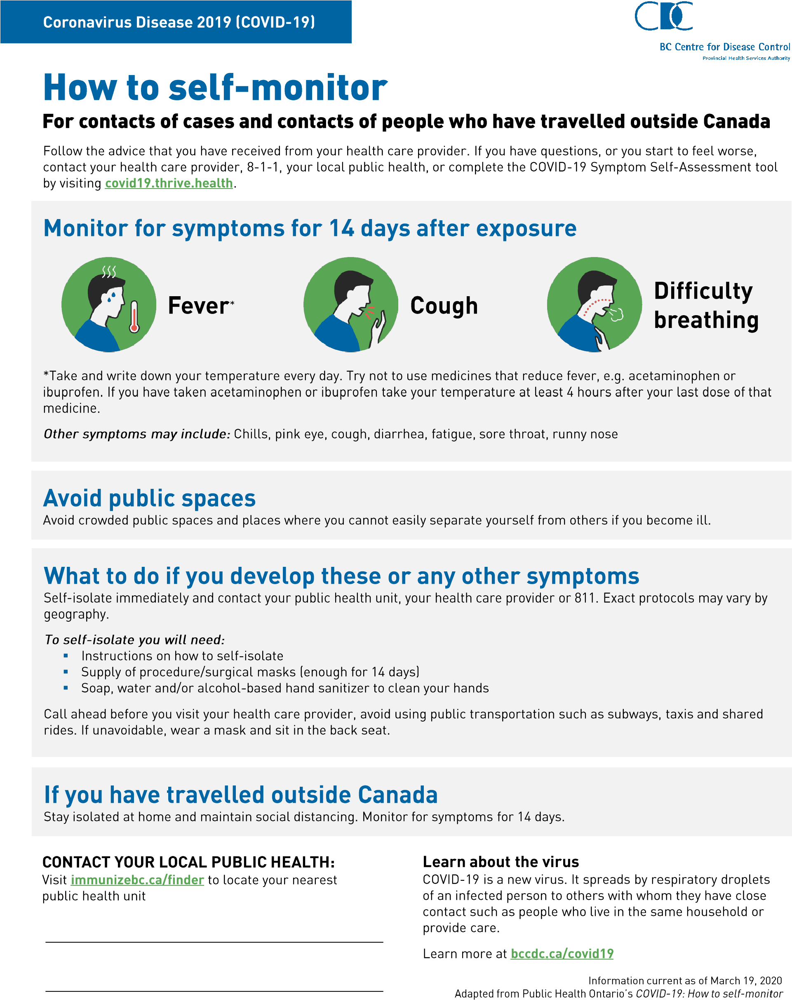 Coronavirus Disease 2019 (COVID-19)
CDC
BC Centre for Disease Control
Provincial Health Services Authority
How to self-monitor
For contacts of cases and contacts of people who have travelled outside Canada
Follow the advice that you have received from your health care provider. If you have questions, or you start to feel worse,
contact your health care provider, 8-1-1, your local public health, or complete the COVID-19 Symptom Self-Assessment tool
by visiting covid19.thrive.health.
Monitor for symptoms for 14 days after exposure
Fever*
Cough
Difficulty
breathing
*Take and write down your temperature every day. Try not to use medicines that reduce fever, e.g. acetaminophen or
ibuprofen. If you have taken acetaminophen or ibuprofen take your temperature at least 4 hours after your last dose of that
medicine.
Other symptoms may include: Chills, pink eye, cough, diarrhea, fatigue, sore throat, runny nose
Avoid public spaces
Avoid crowded public spaces and places where you cannot easily separate yourself from others if you become ill.
What to do if you develop these or any other symptoms
Self-isolate immediately and contact your public health unit, your health care provider or 811. Exact protocols may vary by
geography.
To self-isolate you will need:
▪ Instructions on how to self-isolate
▪ Supply of procedure/surgical masks (enough for 14 days)
▪ Soap, water and/or alcohol-based hand sanitizer to clean your hands
Call ahead before you visit your health care provider, avoid using public transportation such as subways, taxis and shared
rides. If unavoidable, wear a mask and sit in the back seat.
If you have travelled outside Canada
Stay isolated at home and maintain social distancing. Monitor for symptoms for 14 days.
CONTACT YOUR LOCAL PUBLIC HEALTH:
Visit immunizebc.ca/finder to locate your nearest
public health unit
Learn about the virus
COVID-19 is a new virus. It spreads by respiratory droplets
of an infected person to others with whom they have close
contact such as people who live in the same household or
provide care.
Learn more at bccdc.ca/covid19
Information current as of March 19, 2020
Adapted from Public Health Ontario's COVID-19: How to self-monitor